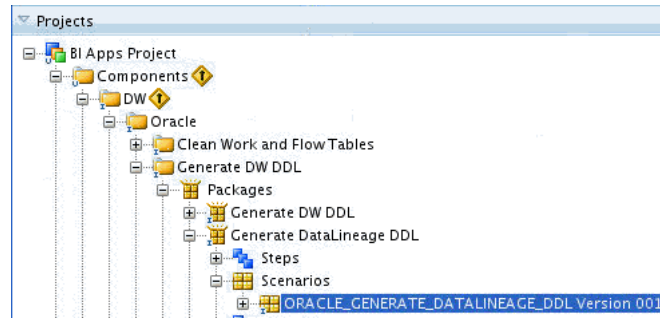 Projects
BI Apps Project
Components
DW
Oracle
Clean Work and Flow Tables
Generate DW DDL
Packages
Generate DW DDL
Generate DataLineage DDL
Steps
Scenarios
ORACLE_GENERATE_DATALINEAGE_DDL Version 001